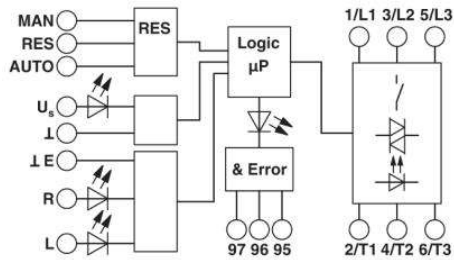 MAN
RES
AUTO
RES
Us
⊥
⊥ E
R
L
Logic
µP
& Error
97 96 95
1/L1 3/L2 5/L3
2/T1 4/T2 6/T3